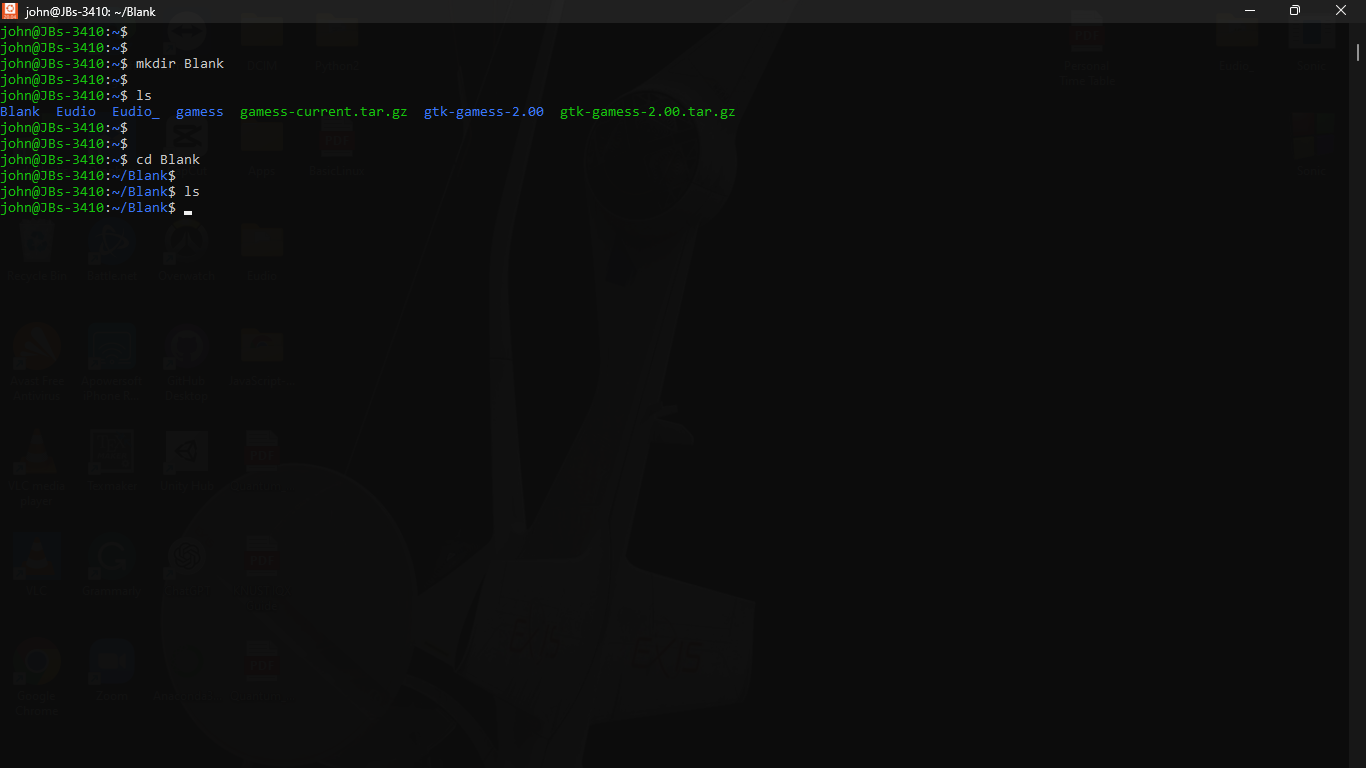 john@JBs-3410: ~/Blank
john@JBs-3410:~$
john@JBs-3410:~$
john@JBs-3410:~$ mkdir Blank
john@JBs-3410:~$
john@JBs-3410:~$ ls
Blank  Eudio  Eudio_  gamess  gamess-current.tar.gz  gtk-gamess-2.00  gtk-gamess-2.00.tar.gz
john@JBs-3410:~$
john@JBs-3410:~$
john@JBs-3410:~$ cd Blank
john@JBs-3410:~/Blank$
john@JBs-3410:~/Blank$ ls
john@JBs-3410:~/Blank$